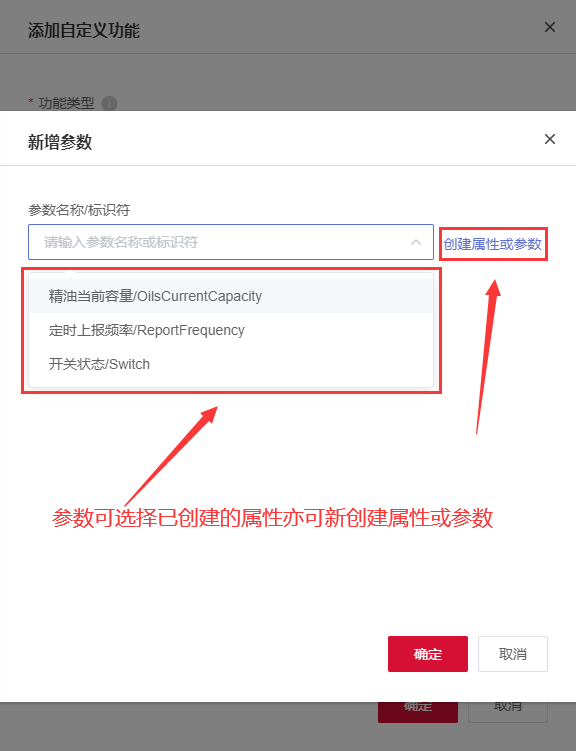 添加自定义功能
* 功能类型
新增参数
参数名称/标识符
请输入参数名称或标识符
创建属性或参数
精油当前容量/OilsCurrentCapacity
定时上报频率/ReportFrequency
开关状态/Switch
参数可选择已创建的属性亦可新创建属性或参数
确定 取消
确定 取消